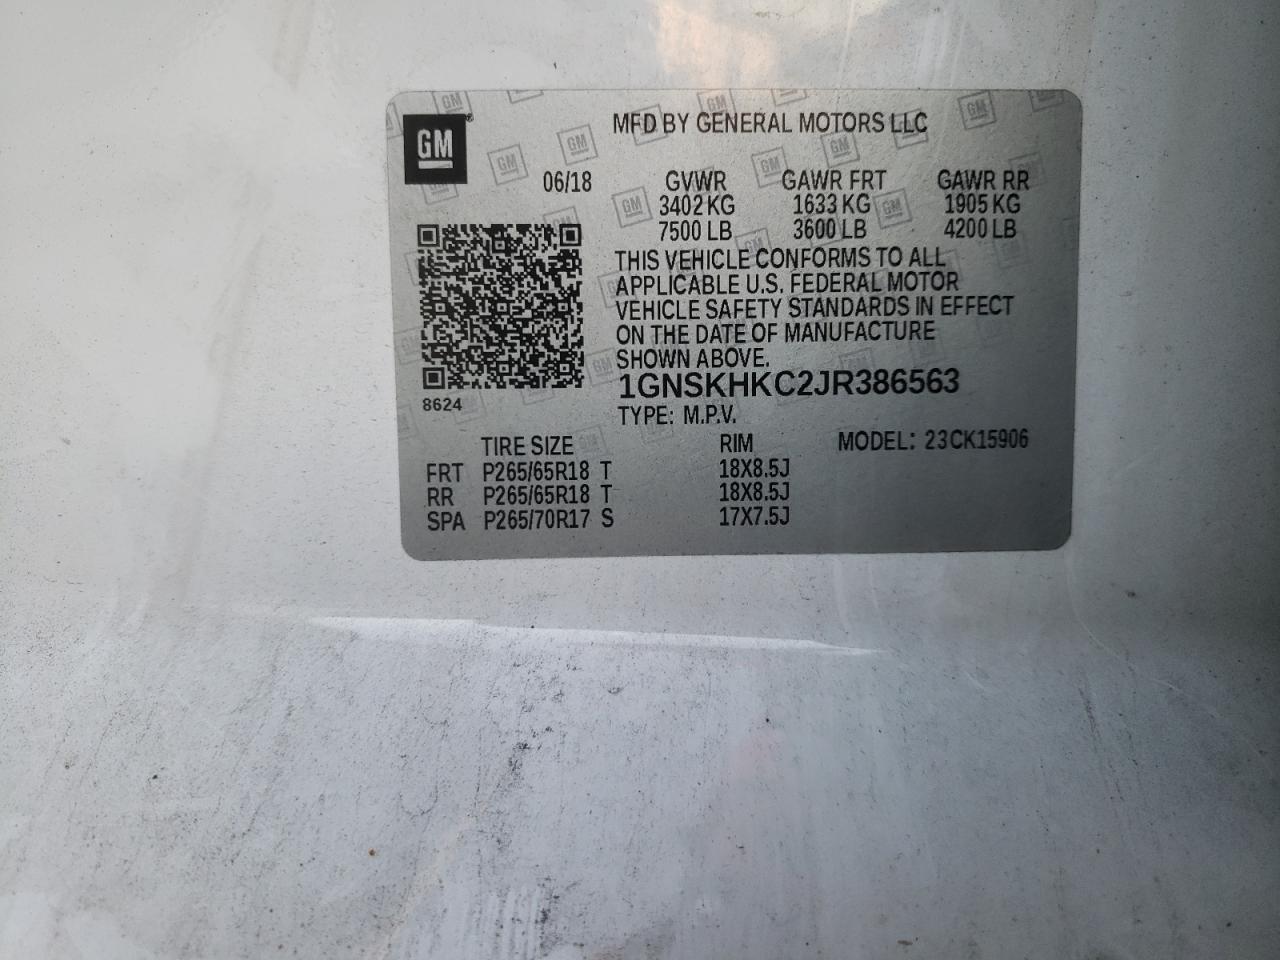 GM®
MFD BY GENERAL MOTORS LLC
06/18 GVWR GAWR FRT GAWR RR
3402 KG 1633 KG 1905 KG
7500 LB 3600 LB 4200 LB
THIS VEHICLE CONFORMS TO ALL
APPLICABLE U.S. FEDERAL MOTOR
VEHICLE SAFETY STANDARDS IN EFFECT
ON THE DATE OF MANUFACTURE
SHOWN ABOVE.
1GNSKHKC2JR386563
8624
TYPE: M.P.V.
TIRE SIZE RIM MODEL: 23CK15906
FRT P265/65R18 T 18X8.5J
RR P265/65R18 T 18X8.5J
SPA P265/70R17 S 17X7.5J